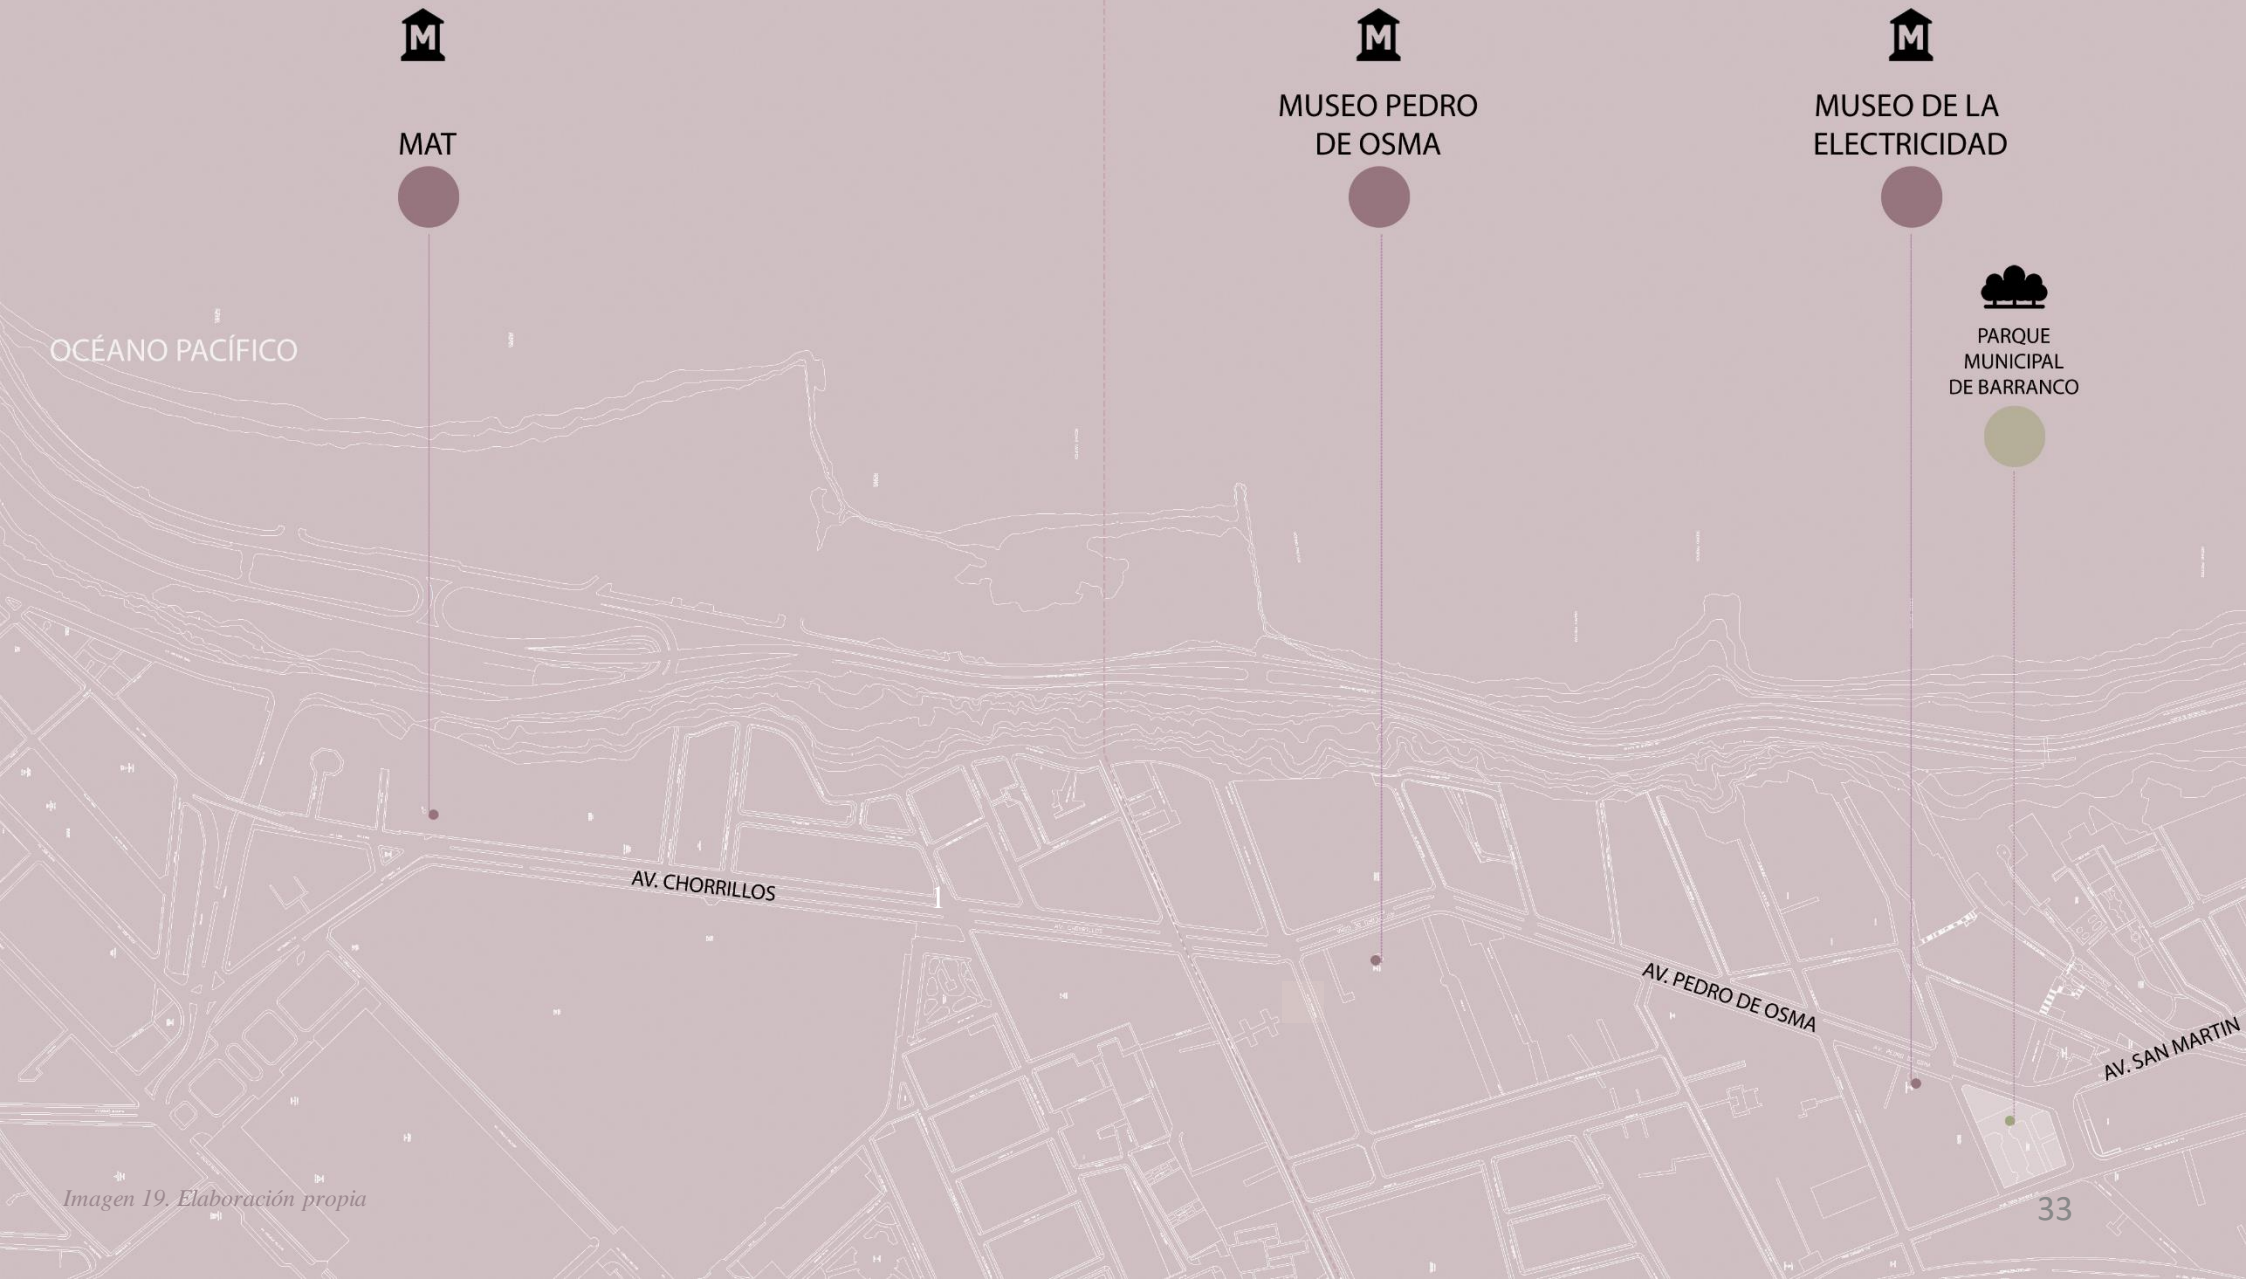 M
M
M
MAT
MUSEO PEDRO
DE OSMA
MUSEO DE LA
ELECTRICIDAD
PARQUE
MUNICIPAL
DE BARRANCO
OCÉANO PACÍFICO
AV. CHORRILLOS
1
AV. PEDRO DE OSMA
AV. SAN MARTIN
Imagen 19. Elaboración propia
33